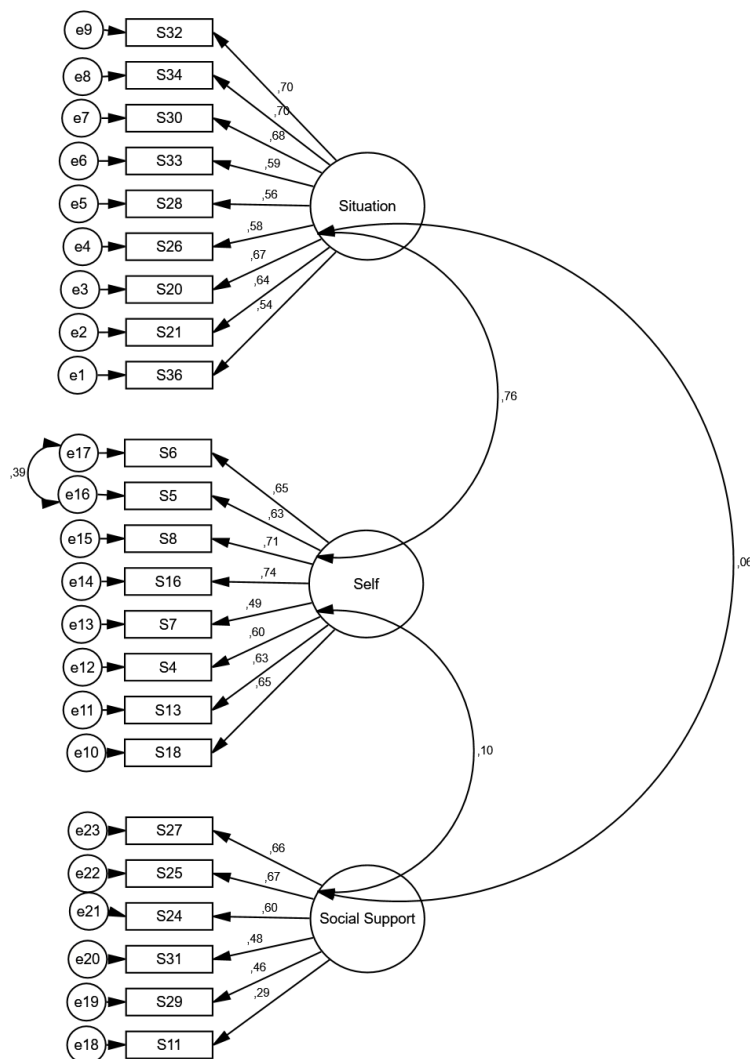 e9 S32
e8 S34
,70
,70
e7 S30
,68
e6 S33
,59
e5 S28
,56
Situation
,58
e4 S26
,67
e3 S20
,64
,54
e2 S21
e1 S36
,76
e17 S6
,39
,65
e16 S5
,63
e15 S8
,71
,06
e14 S16
,74
Self
,49
e13 S7
,60
e12 S4
,63
,65
e11 S13
e10 S18
,10
e23 S27
,66
e22 S25
,67
e21 S24
,60
Social Support
,48
e20 S31
,46
,29
e19 S29
e18 S11